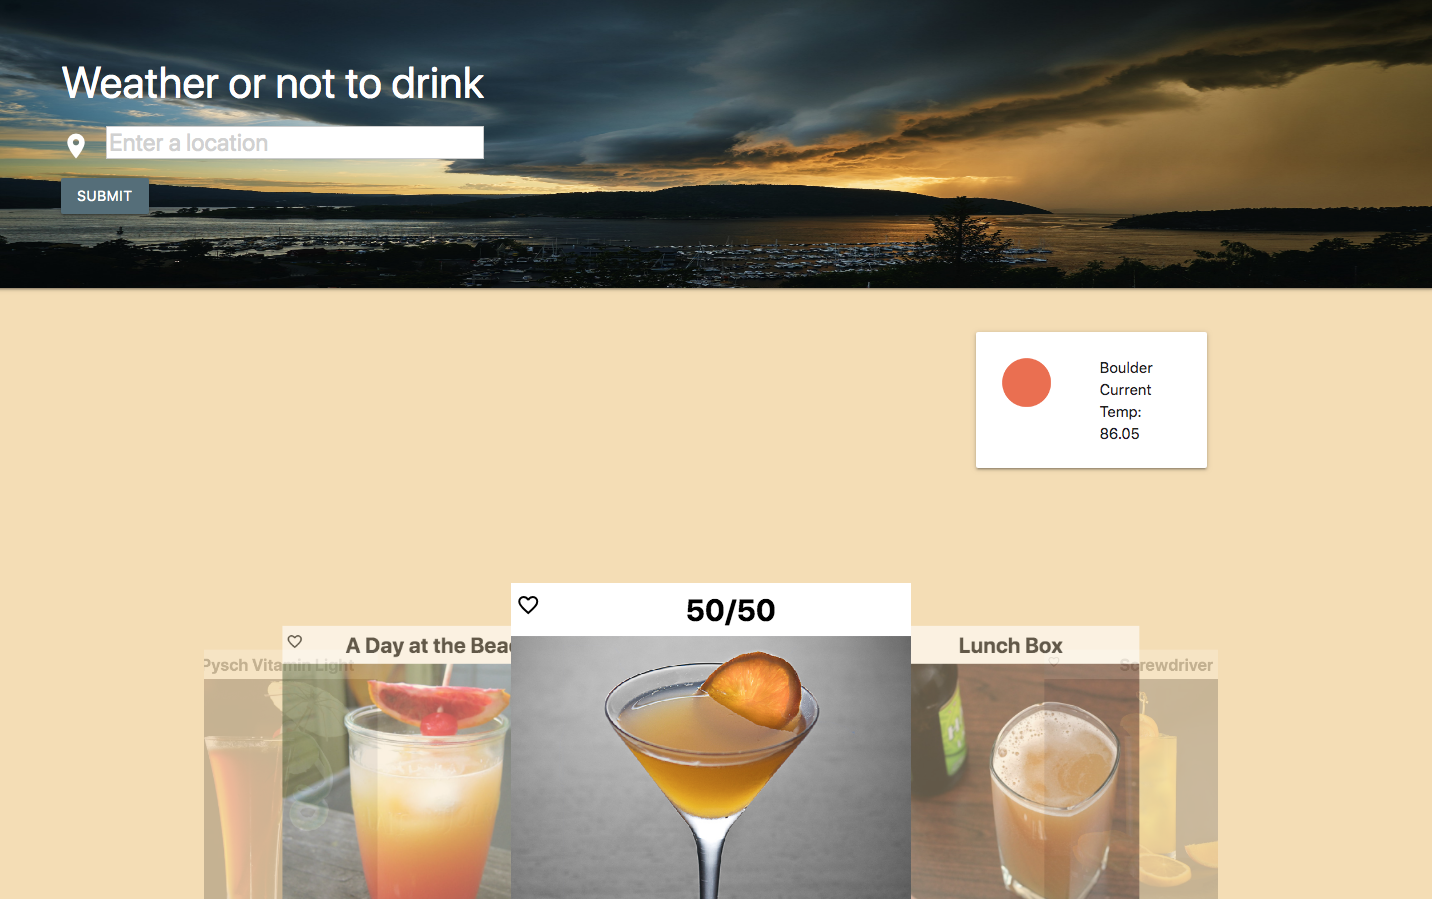 Weather or not to drink
Enter a location
SUBMIT
Boulder
Current
Temp:
86.05
50/50
A Day at the Beac
Lunch Box
Pysch Vitamin Light
Screwdriver